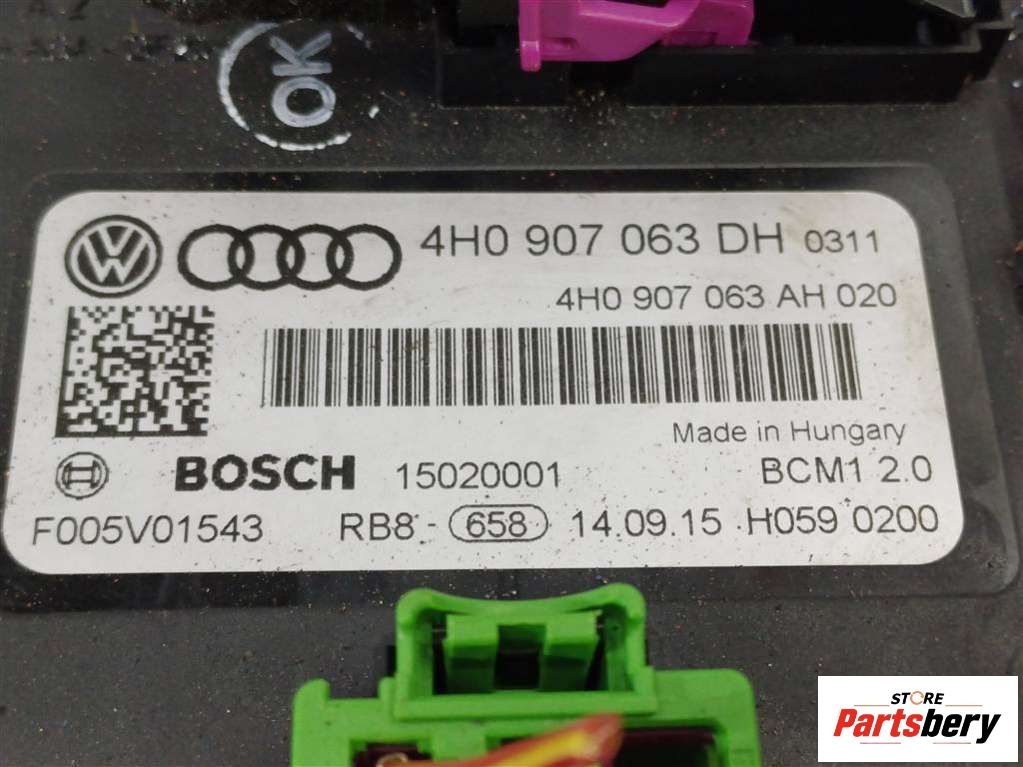 OK
4H0 907 063 DH 0311
4H0 907 063 AH 020
Made in Hungary
BOSCH 15020001 BCM1 2.0
F005V01543 RB8- 658 14.09.15 H059 0200
STORE
Partsbery